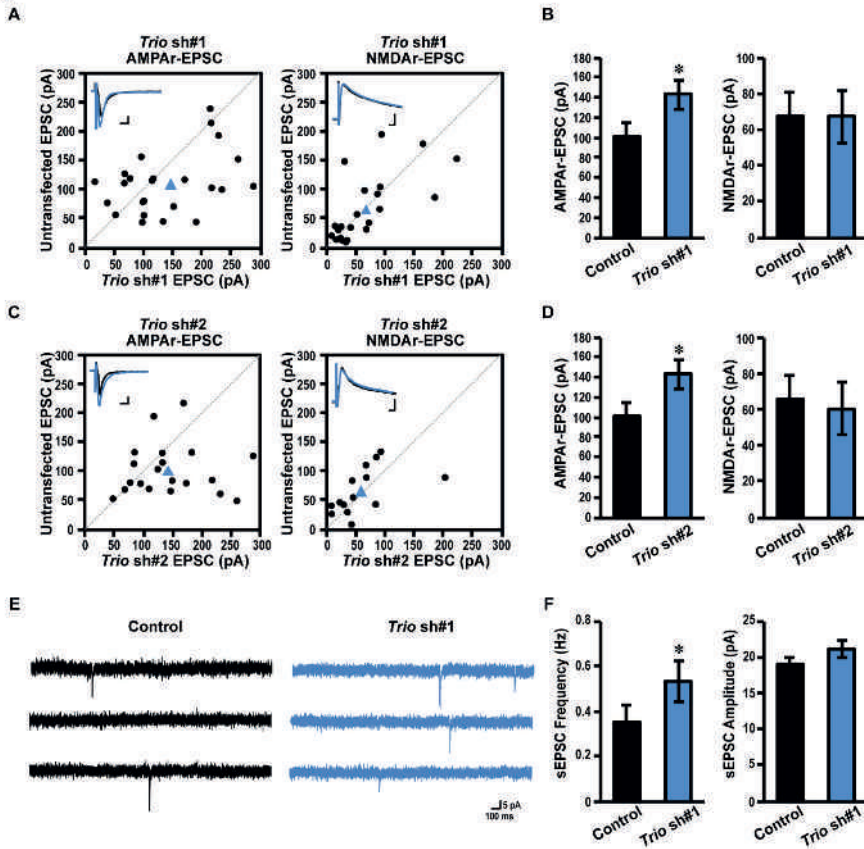 A
Trio sh#1
AMPAr-EPSC
Untransfected EPSC (pA)
300
250
200
150
100
50
0
0 50 100 150 200 250 300
Trio sh#1 EPSC (pA)
Trio sh#1
NMDAr-EPSC
Untransfected EPSC (pA)
300
250
200
150
100
50
0
0 50 100 150 200 250 300
Trio sh#1 EPSC (pA)
B
AMPAr-EPSC (pA)
180
160
140
120
100
80
60
40
20
0
*
Control
Trio sh#1
NMDAr-EPSC (pA)
100
80
60
40
20
0
Control
Trio sh#1
C
Trio sh#2
AMPAr-EPSC
Untransfected EPSC (pA)
300
250
200
150
100
50
0
0 50 100 150 200 250 300
Trio sh#2 EPSC (pA)
Trio sh#2
NMDAr-EPSC
Untransfected EPSC (pA)
300
250
200
150
100
50
0
0 50 100 150 200 250 300
Trio sh#2 EPSC (pA)
D
AMPAr-EPSC (pA)
180
160
140
120
100
80
60
40
20
0
*
Control
Trio sh#2
NMDAr-EPSC (pA)
100
80
60
40
20
0
Control
Trio sh#2
E
Control
Trio sh#1
5 pA
100 ms
F
sEPSC Frequency (Hz)
0.8
0.6
0.4
0.2
0
*
Control
Trio sh#1
sEPSC Amplitude (pA)
25
20
15
10
5
0
Control
Trio sh#1